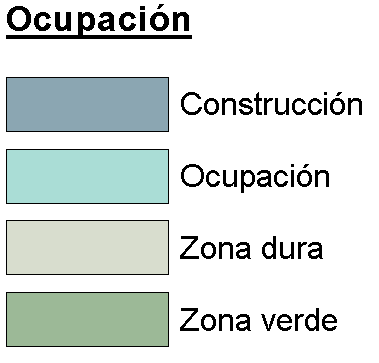 Ocupación
Construcción
Ocupación
Zona dura
Zona verde